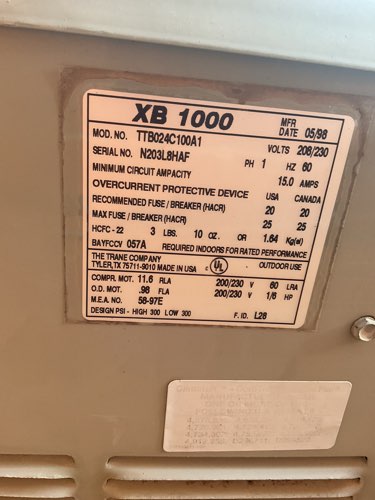 XB 1000
MFR
DATE 05/98
MOD. NO. TTB024C100A1
VOLTS 208/230
SERIAL NO. N203L8HAF
PH 1 HZ 60
MINIMUM CIRCUIT AMPACITY 15.0 AMPS
OVERCURRENT PROTECTIVE DEVICE USA CANADA
RECOMMENDED FUSE / BREAKER (HACR) 20 20
MAX FUSE / BREAKER (HACR) 25 25
HCFC - 22 3 LBS. 10 OZ. OR 1.64 Kg(s)
BAYFCCV 057A REQUIRED INDOORS FOR RATED PERFORMANCE
THE TRANE COMPANY
TYLER, TX 75711-9010 MADE IN USA C UL OUTDOOR USE
COMPR. MOT. 11.6 RLA 200/230 V 60 LRA
O.D. MOT. .98 FLA 200/230 V 1/6 HP
M.E.A. NO. 58-97E
DESIGN PSI - HIGH 300 LOW 300 F. ID. L28